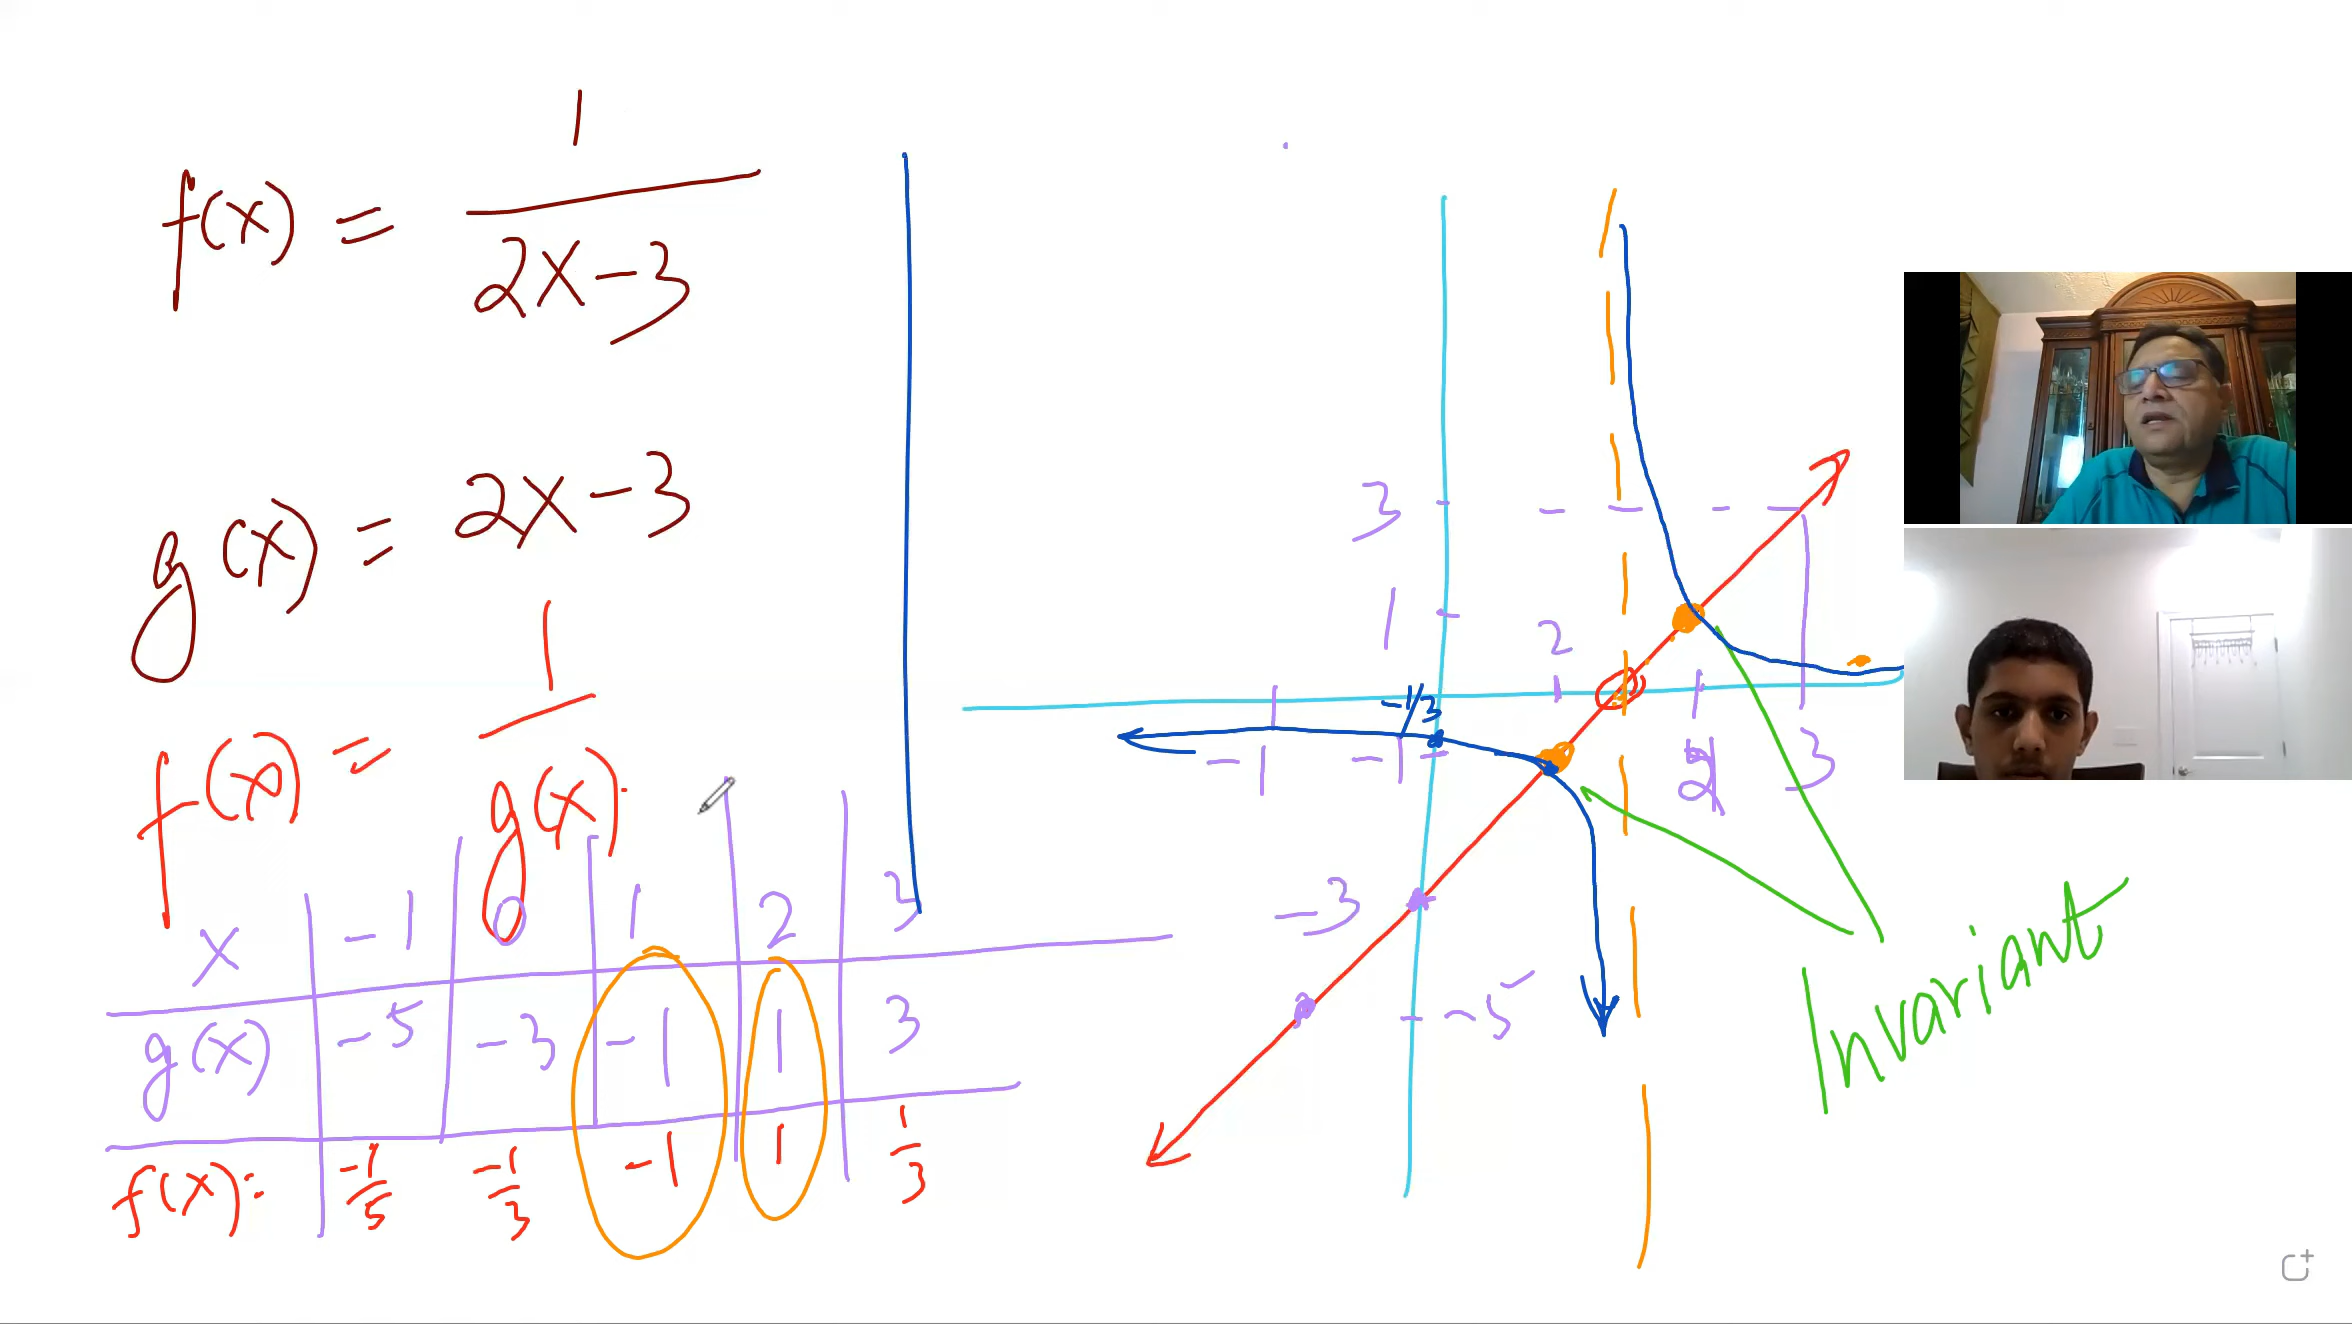 f(x) = 1/(2x-3)
g(x) = 2x-3
f(x) = 1/g(x).
x | -1 | 0 | 1 | 2 | 3
g(x) | -5 | -3 | -1 | 1 | 3
f(x): | -1/5 | -1/3 | -1 | 1 | 1/3
3
1
2
-1/3
-1
-1
2
3
-3
-5
Invariant